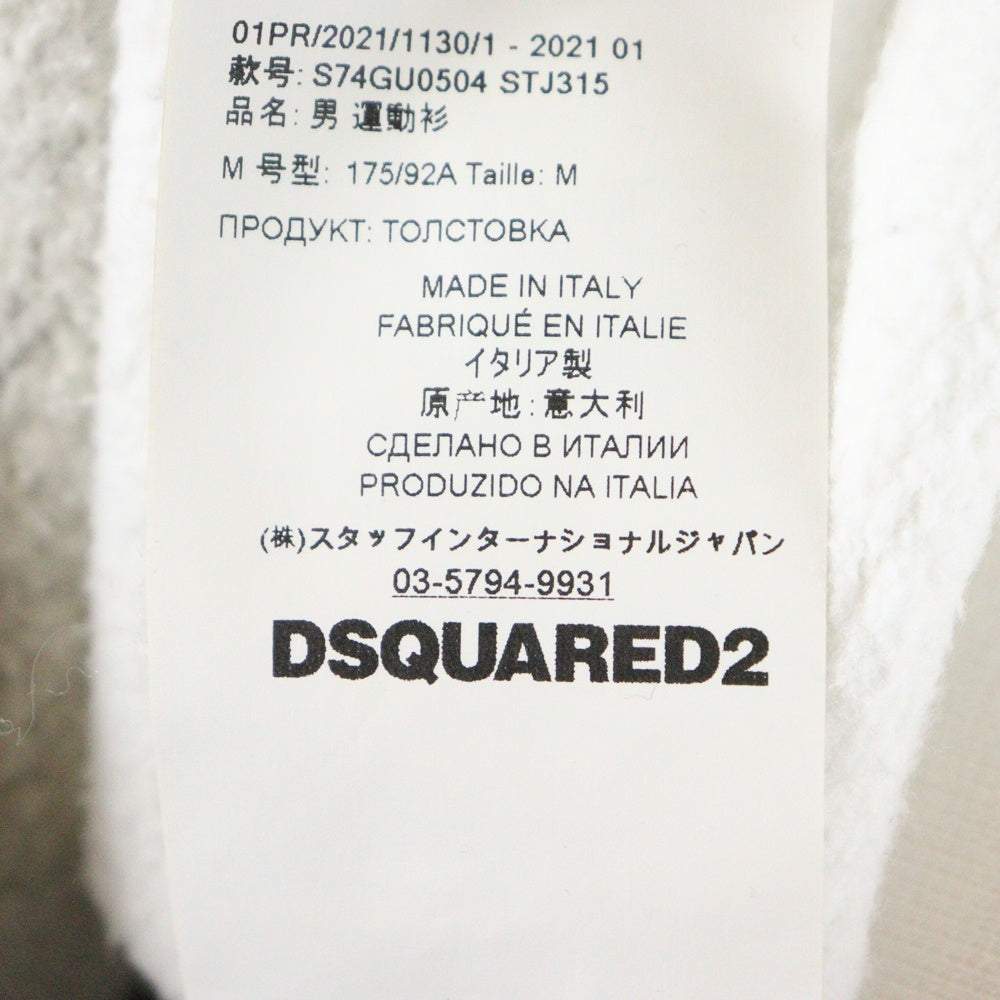 01PR/2021/1130/1 - 2021 01
款号: S74GU0504 STJ315
品名: 男 運動衫
M 号型: 175/92A Taille: M
ПРОДУКТ: ТОЛСТОВКА
MADE IN ITALY
FABRIQUÉ EN ITALIE
イタリア製
原产地: 意大利
СДЕЛАНО В ИТАЛИИ
PRODUZIDO NA ITALIA
(株)スタッフインターナショナルジャパン
03-5794-9931
DSQUARED2